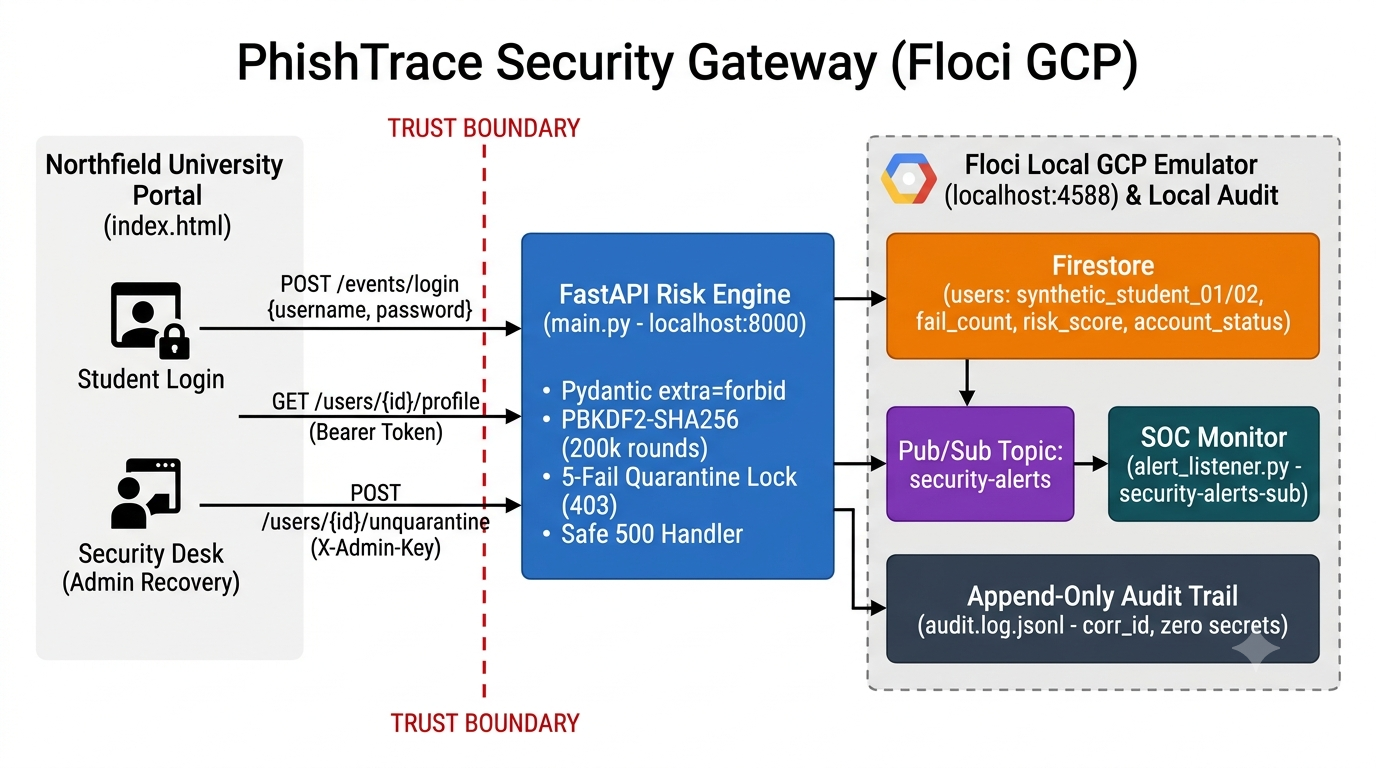 PhishTrace Security Gateway (Floci GCP)
TRUST BOUNDARY
Northfield University
Portal
(index.html)
Student Login
Security Desk
(Admin Recovery)
POST /events/login
{username, password}
GET /users/{id}/profile
(Bearer Token)
POST
/users/{id}/unquarantine
(X-Admin-Key)
TRUST BOUNDARY
FastAPI Risk Engine
(main.py - localhost:8000)
• Pydantic extra=forbid
• PBKDF2-SHA256
(200k rounds)
• 5-Fail Quarantine Lock
(403)
• Safe 500 Handler
Floci Local GCP Emulator
(localhost:4588) & Local Audit
Firestore
(users: synthetic_student_01/02,
fail_count, risk_score, account_status)
Pub/Sub Topic:
security-alerts
SOC Monitor
(alert_listener.py -
security-alerts-sub)
Append-Only Audit Trail
(audit.log.jsonl - corr_id, zero secrets)